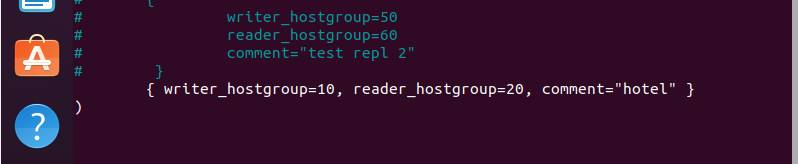 # {
# writer_hostgroup=50
# reader_hostgroup=60
# comment="test repl 2"
# }
{ writer_hostgroup=10, reader_hostgroup=20, comment="hotel" }
)